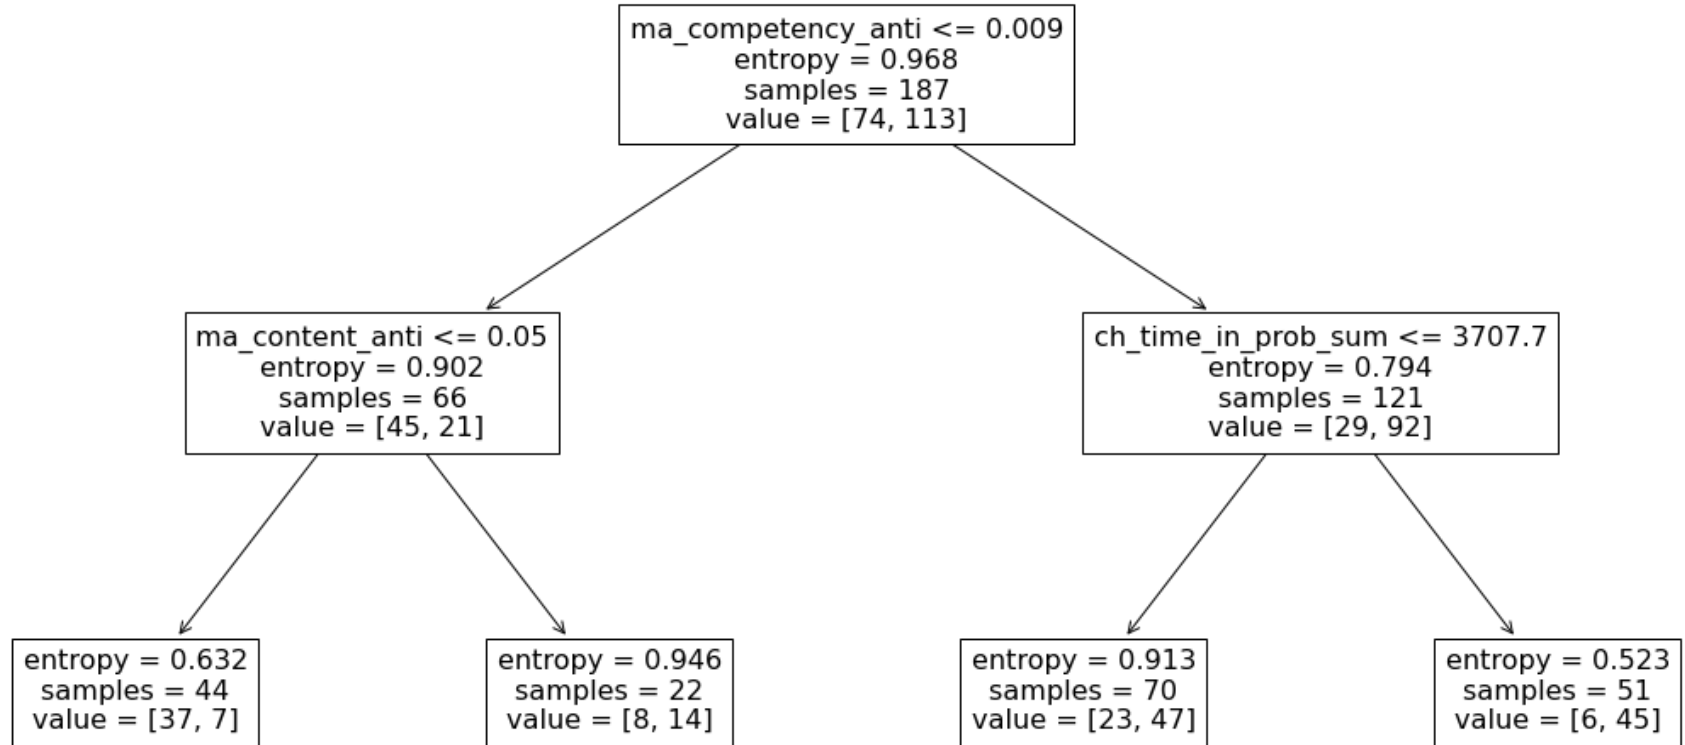 ma_competency_anti <= 0.009
entropy = 0.968
samples = 187
value = [74, 113]
ma_content_anti <= 0.05
entropy = 0.902
samples = 66
value = [45, 21]
ch_time_in_prob_sum <= 3707.7
entropy = 0.794
samples = 121
value = [29, 92]
entropy = 0.632
samples = 44
value = [37, 7]
entropy = 0.946
samples = 22
value = [8, 14]
entropy = 0.913
samples = 70
value = [23, 47]
entropy = 0.523
samples = 51
value = [6, 45]